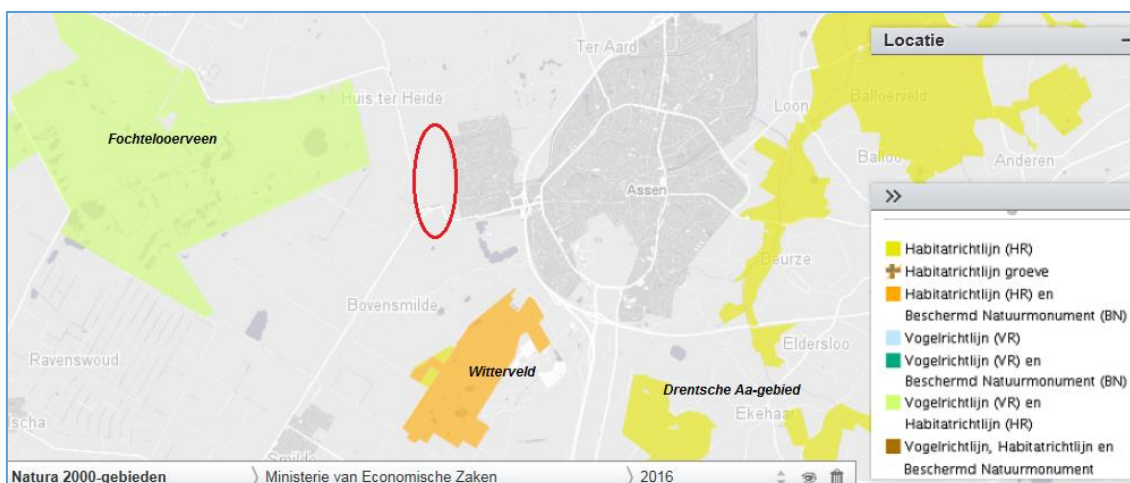 Ter Aard
Huis ter Heide
Loon
Balloerveld
Fochtelooerveen
Balloo
Anderen
Assen
Deurze
Bovensmilde
Eldersloo
Ravenswoud
Witterveld
Drentsche Aa-gebied
Ekehaar
scha
Smilde
Locatie
Habitatrichtlijn (HR)
Habitatrichtlijn groeve
Habitatrichtlijn (HR) en
Beschermd Natuurmonument (BN)
Vogelrichtlijn (VR)
Vogelrichtlijn (VR) en
Beschermd Natuurmonument (BN)
Vogelrichtlijn (VR) en
Habitatrichtlijn (HR)
Vogelrichtlijn, Habitatrichtlijn en
Beschermd Natuurmonument
Natura 2000-gebieden
Ministerie van Economische Zaken
2016